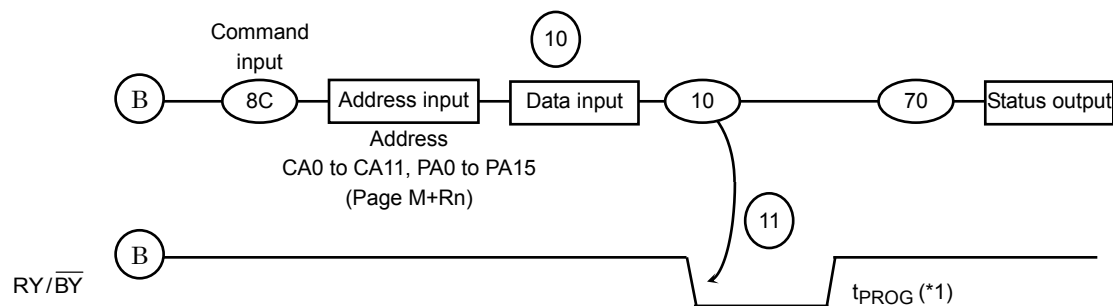 Command
input
10
B
8C
Address input
Data input
10
70
Status output
Address
CA0 to CA11, PA0 to PA15
(Page M+Rn)
11
B
RY/BY
tPROG (*1)